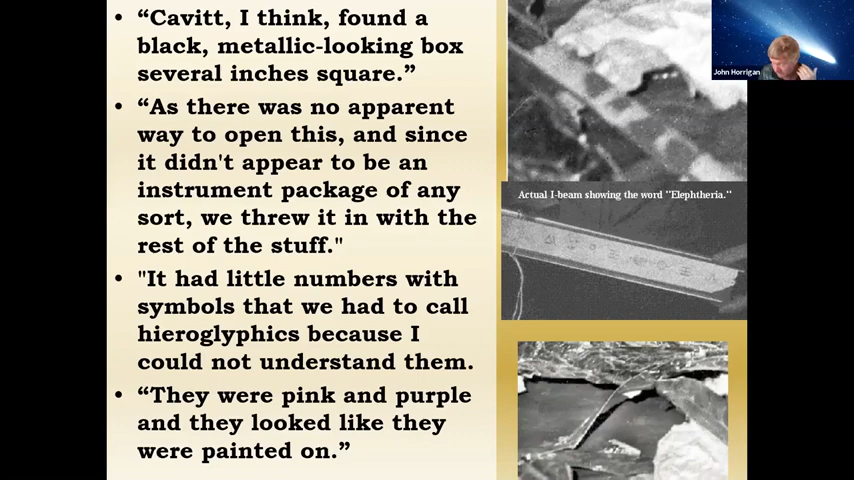 • “Cavitt, I think, found a
black, metallic-looking box
several inches square.”
• “As there was no apparent
way to open this, and since
it didn't appear to be an
instrument package of any
sort, we threw it in with the
rest of the stuff."
• "It had little numbers with
symbols that we had to call
hieroglyphics because I
could not understand them.
• “They were pink and purple
and they looked like they
were painted on.”
John Horrigan
Actual I-beam showing the word "Elephtheria."